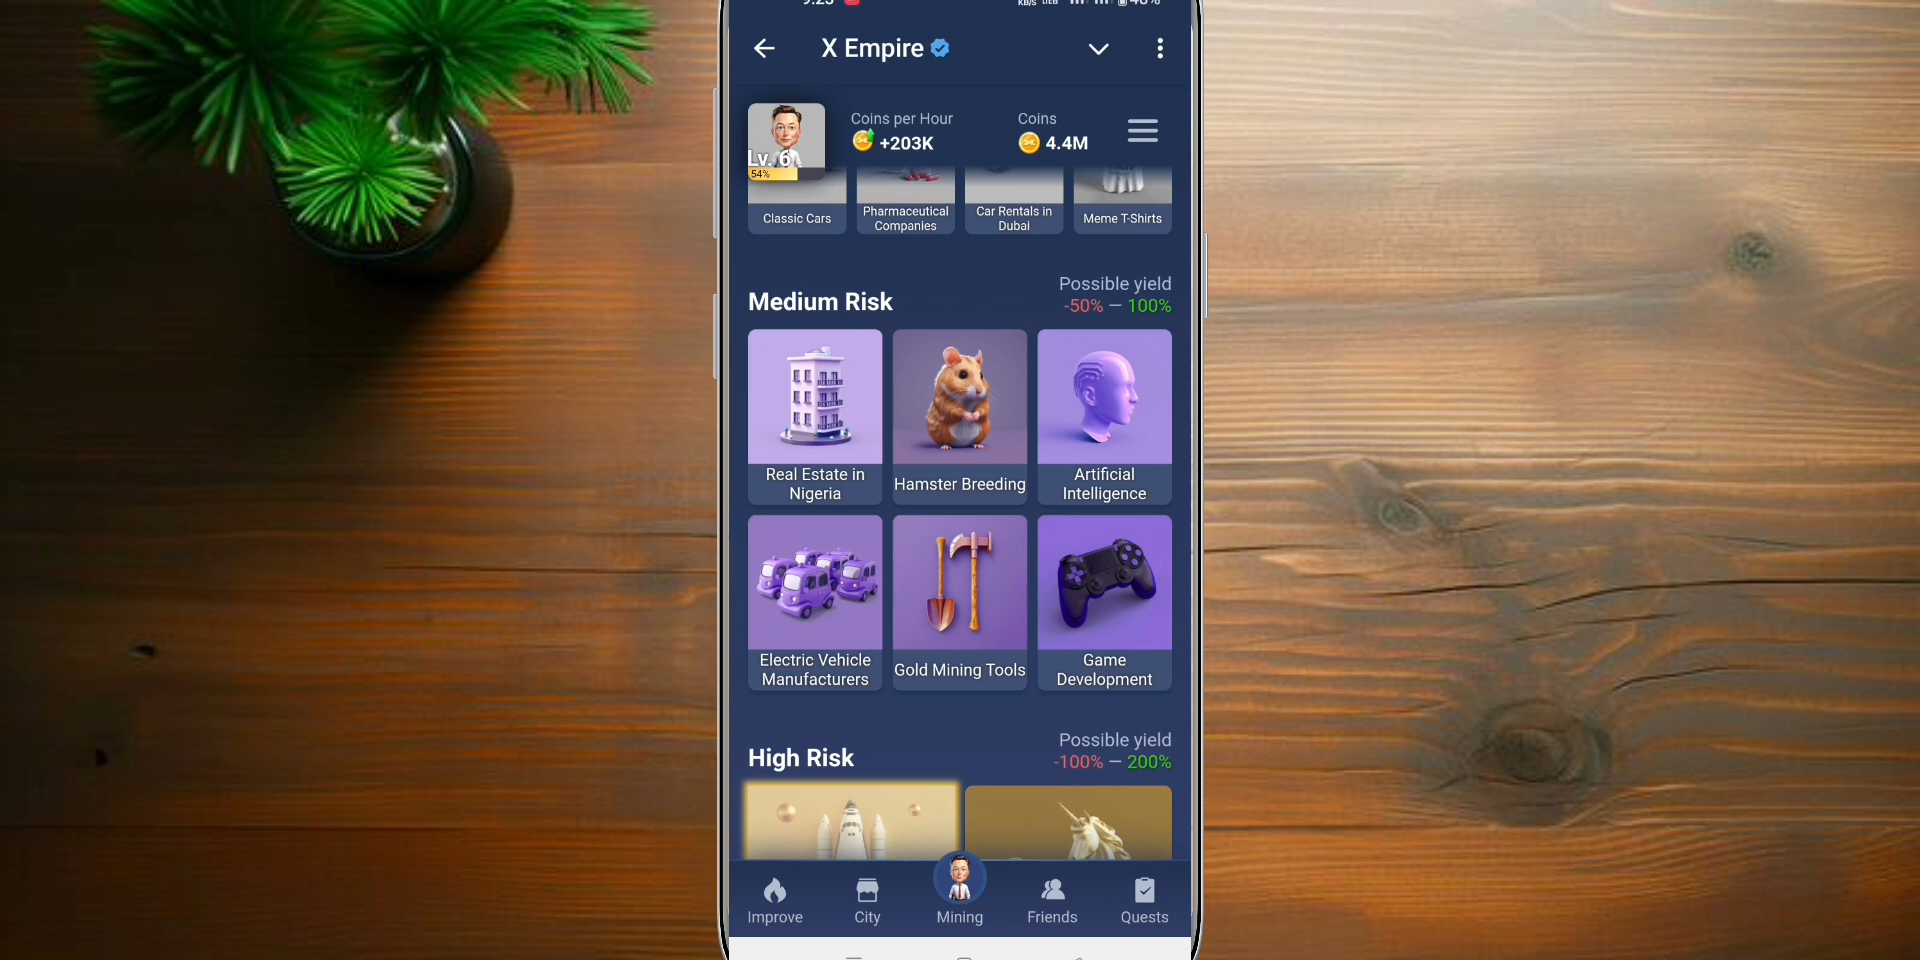 X Empire
Coins per Hour
+203K
Coins
4.4M
Lv. 6
54%
Classic Cars
Pharmaceutical
Companies
Car Rentals in
Dubai
Meme T-Shirts
Medium Risk
Possible yield
-50% — 100%
Real Estate in
Nigeria
Hamster Breeding
Artificial
Intelligence
Electric Vehicle
Manufacturers
Gold Mining Tools
Game
Development
High Risk
Possible yield
-100% — 200%
Improve
City
Mining
Friends
Quests